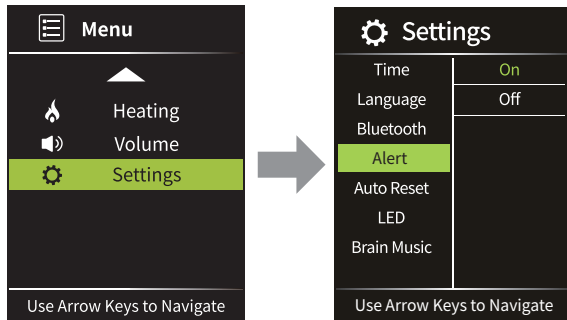 Menu
Heating
Volume
Settings
Use Arrow Keys to Navigate
Settings
Time
On
Language
Off
Bluetooth
Alert
Auto Reset
LED
Brain Music
Use Arrow Keys to Navigate